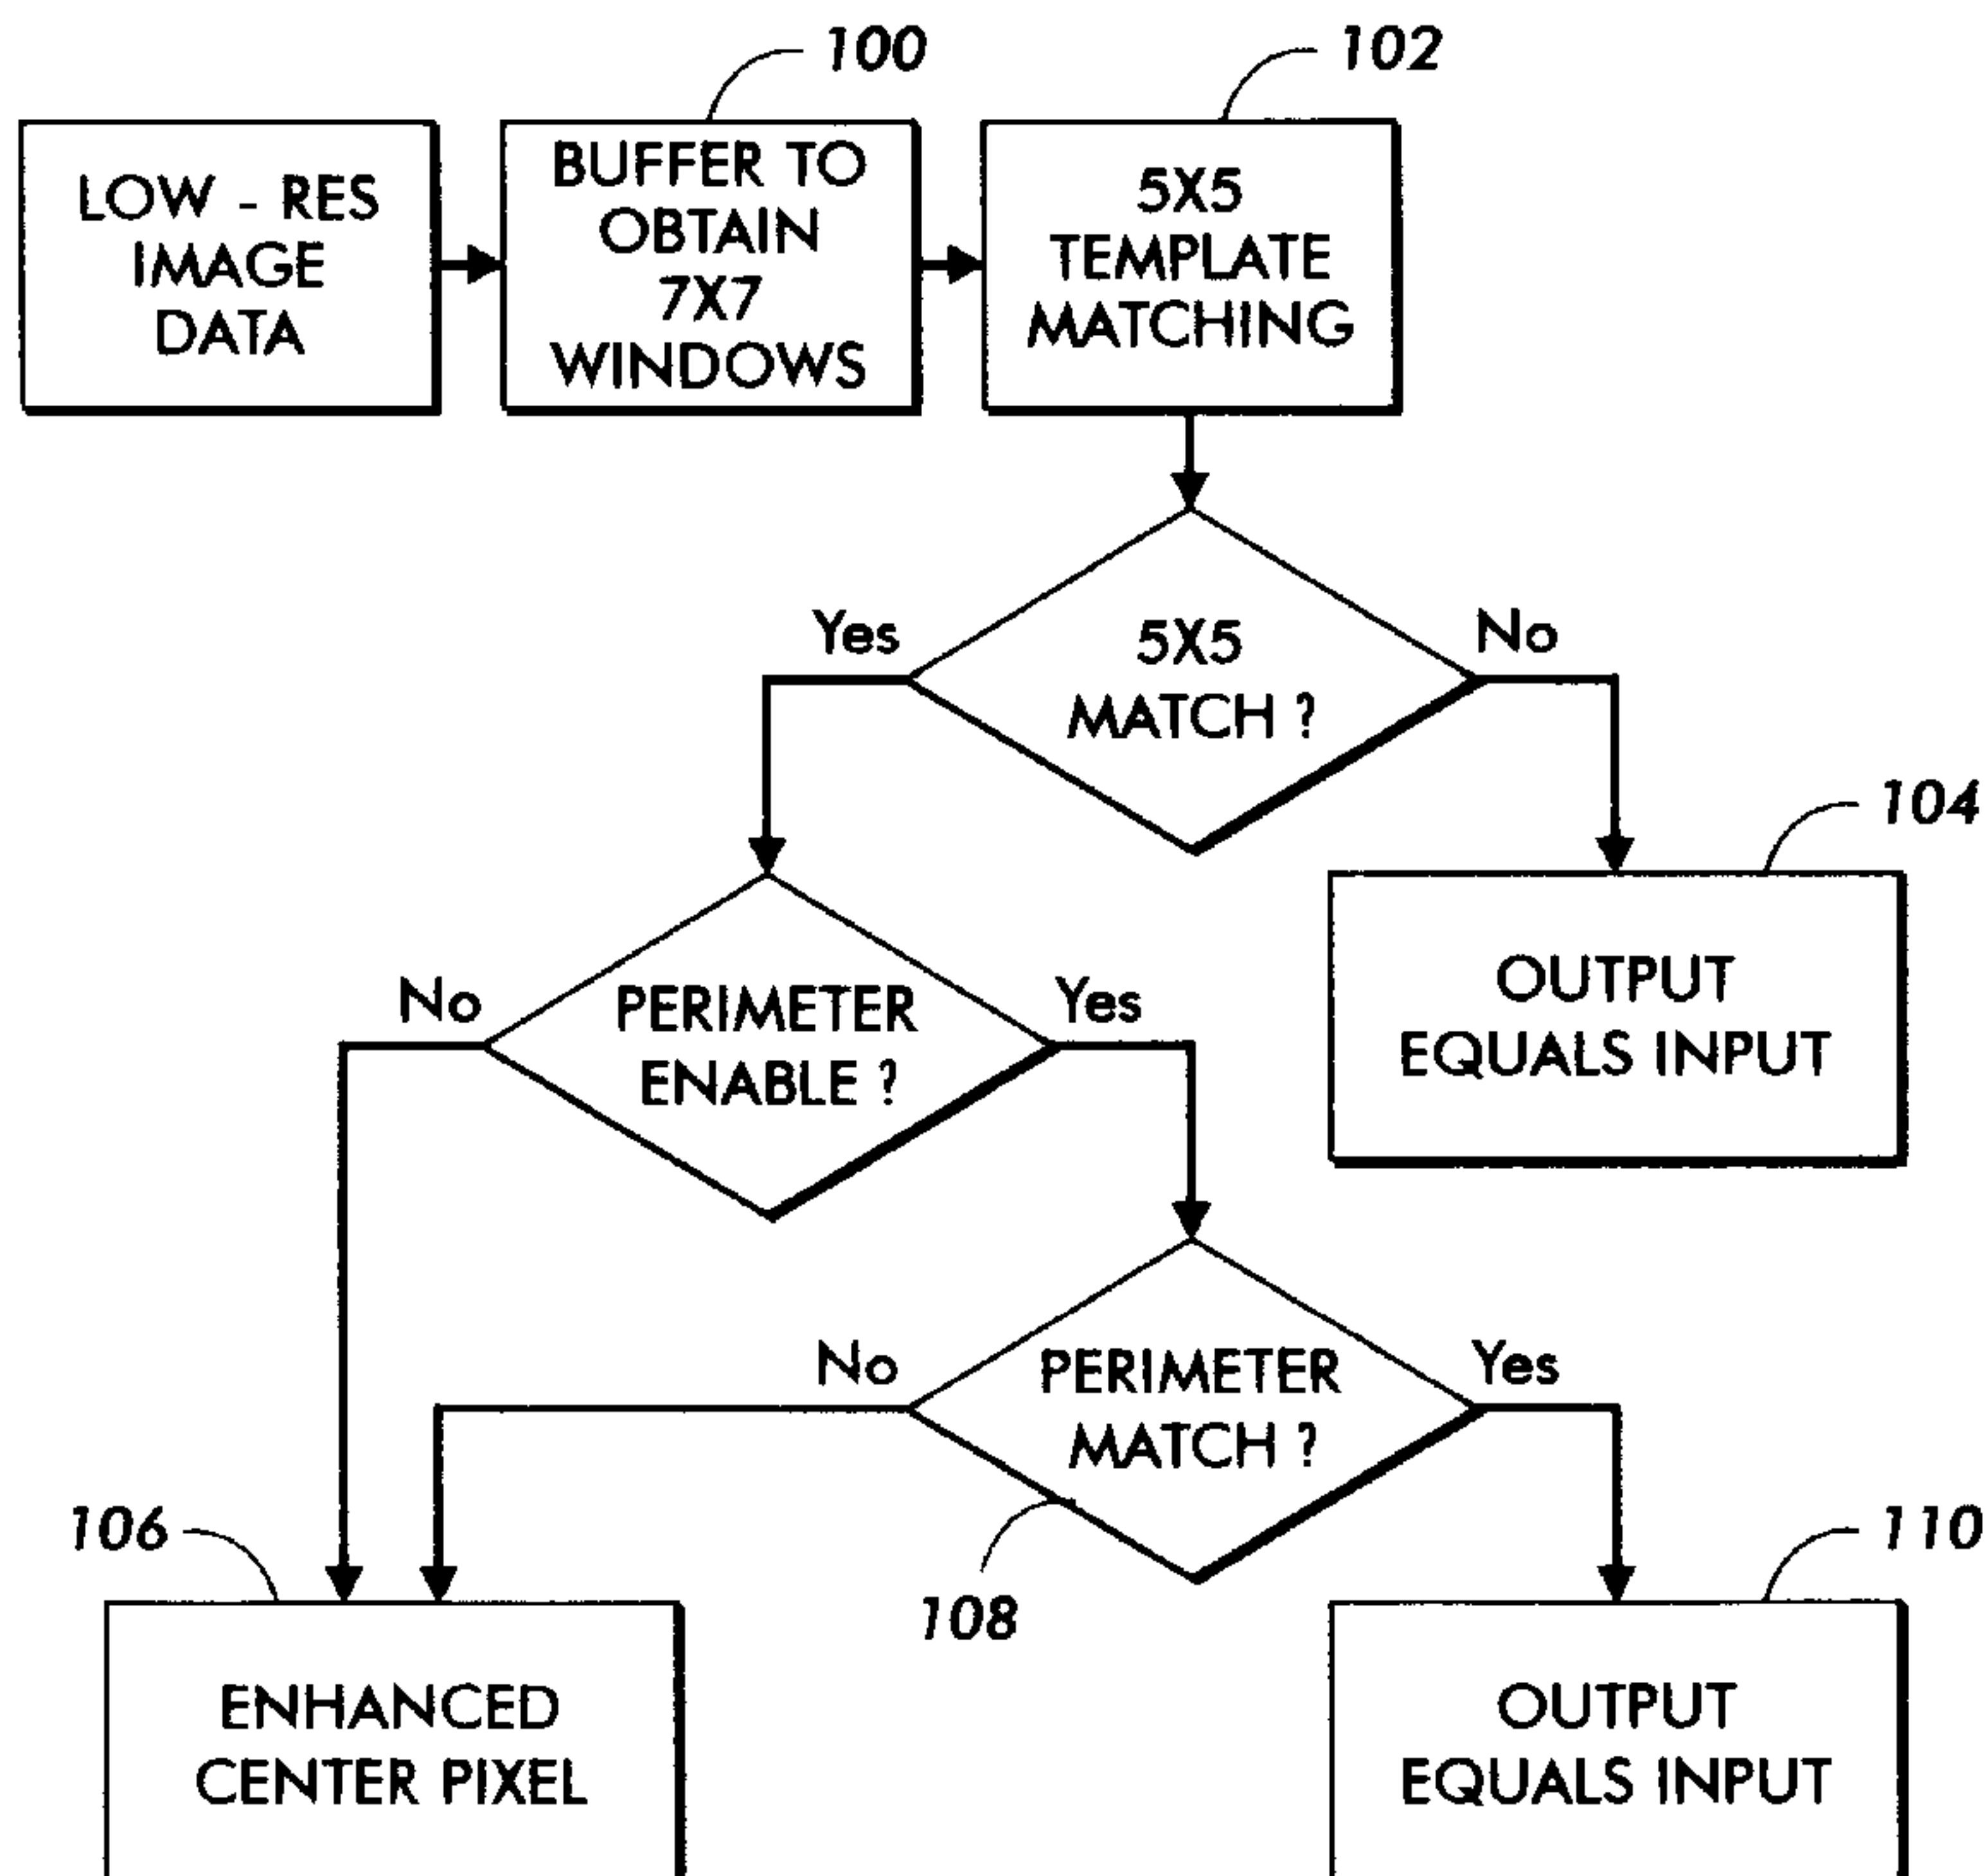 100
102
LOW - RES
IMAGE
DATA
BUFFER TO
OBTAIN
7X7
WINDOWS
5X5
TEMPLATE
MATCHING
Yes
5X5
MATCH ?
No
104
No
PERIMETER
ENABLE ?
Yes
OUTPUT
EQUALS INPUT
No
PERIMETER
MATCH ?
Yes
106
108
110
ENHANCED
CENTER PIXEL
OUTPUT
EQUALS INPUT